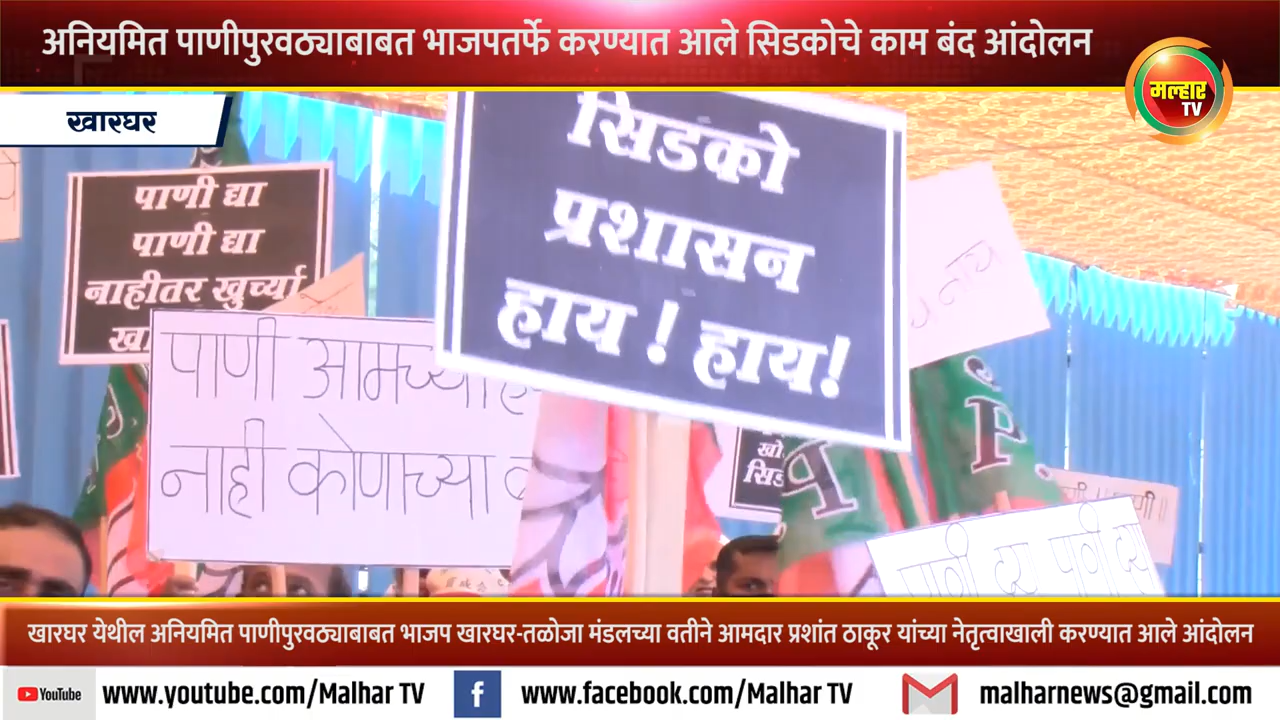 अनियमित पाणीपुरवठ्याबाबत भाजपतर्फे करण्यात आले सिडकोचे काम बंद आंदोलन
मल्हार
TV
खारघर
पाणी द्या
पाणी द्या
नाहीतर खुर्च्या
सिडको
प्रशासन
हाय ! हाय!
पाणी आमच्या
नाही कोणाच्या
P
खो
सिड
पाणी द्या पाणी द्या
खारघर येथील अनियमित पाणीपुरवठ्याबाबत भाजप खारघर-तळोजा मंडलच्या वतीने आमदार प्रशांत ठाकूर यांच्या नेतृत्वाखाली करण्यात आले आंदोलन
YouTube www.youtube.com/Malhar TV
f www.facebook.com/Malhar TV
malharnews@gmail.com